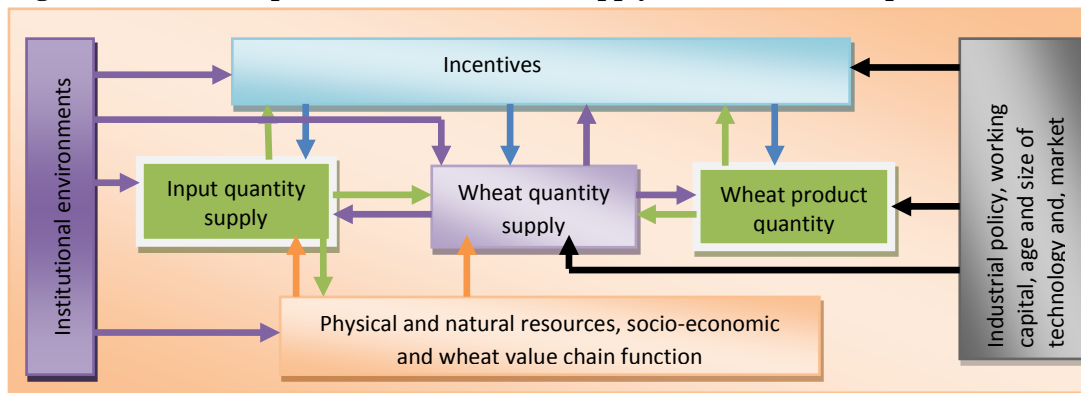 Incentives
Institutional environments
Input quantity
supply
Wheat quantity
supply
Wheat product
quantity
Physical and natural resources, socio-economic
and wheat value chain function
Industrial policy, working
capital, age and size of
technology and, market